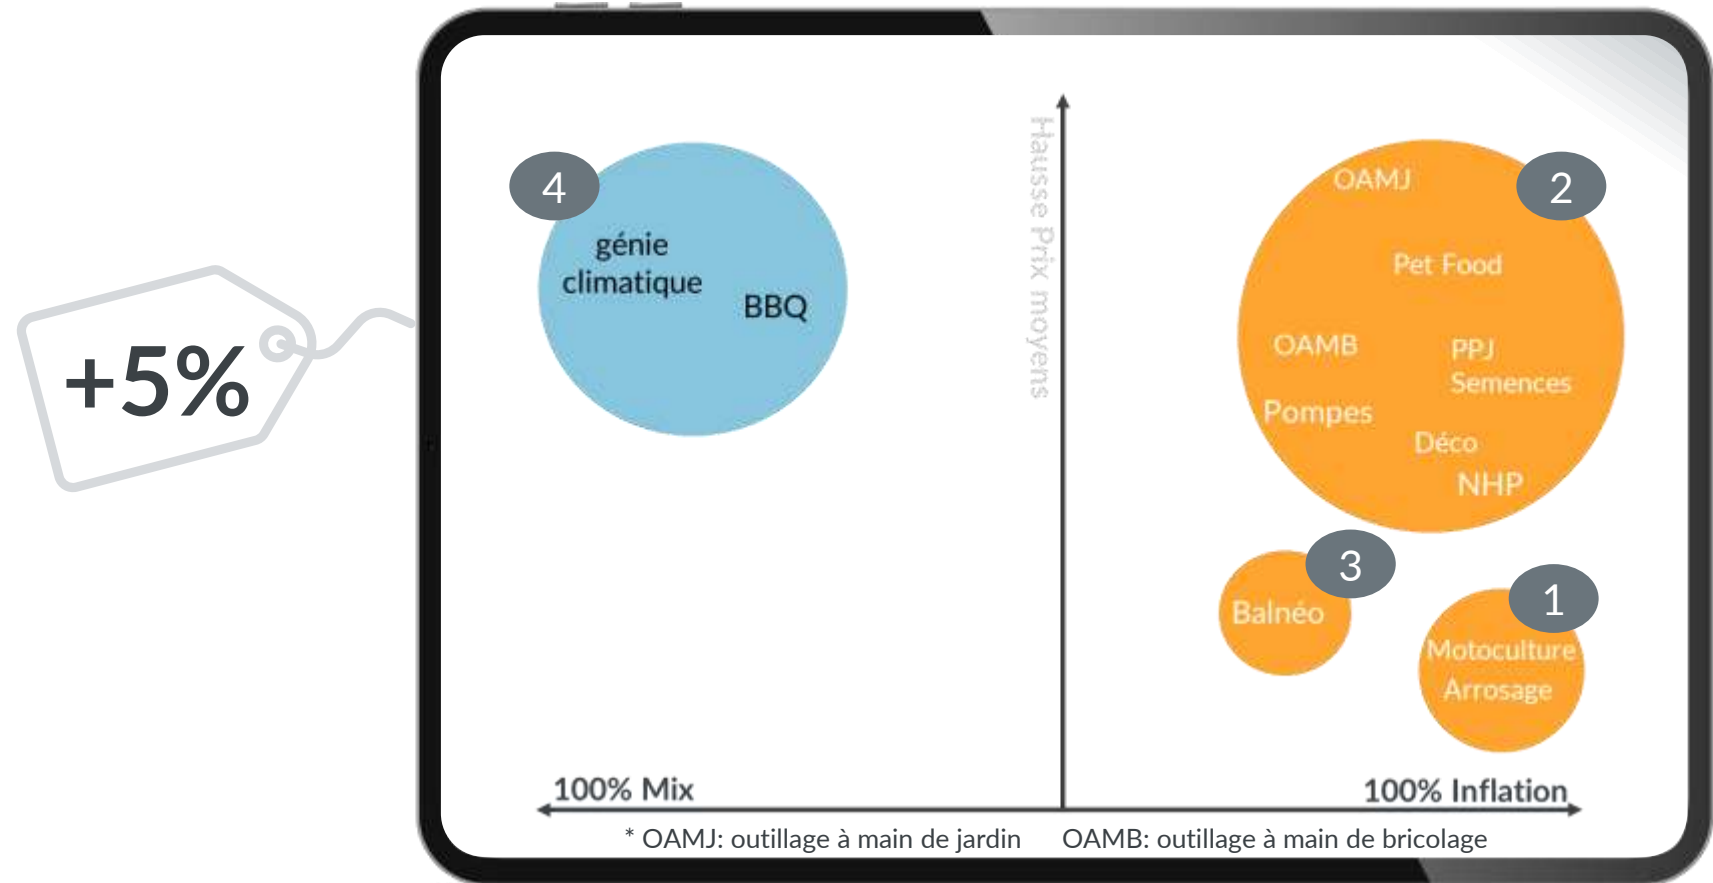 +5%
Hausse Prix moyens
4
génie
climatique
BBQ
2
OAMJ
Pet Food
OAMB
PPJ
Semences
Pompes
Déco
NHP
3
Balnéo
1
Motoculture
Arrosage
100% Mix
100% Inflation
* OAMJ: outillage à main de jardin
OAMB: outillage à main de bricolage